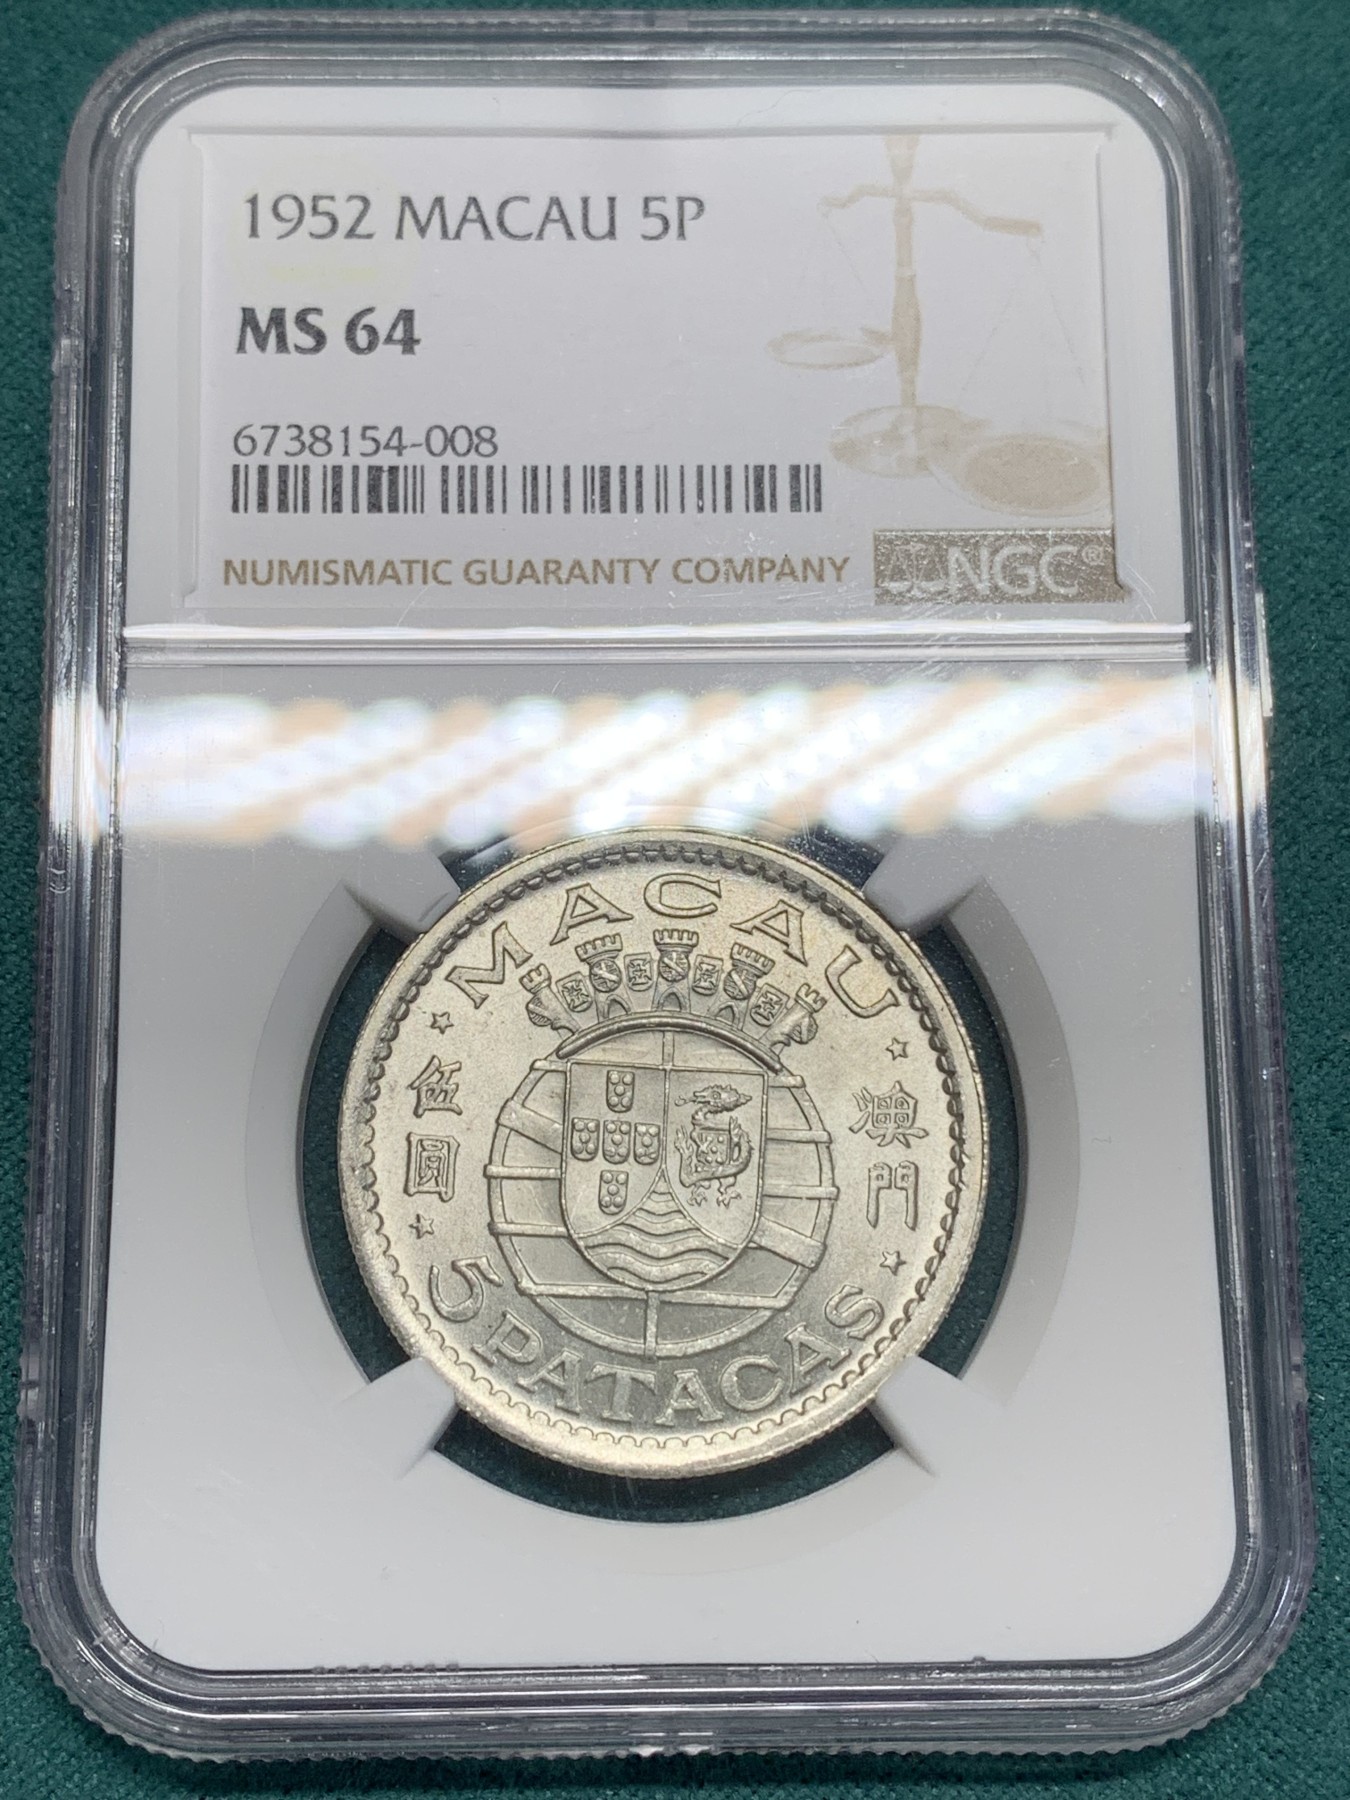 1952 MACAU 5P
MS 64
6738154-008
NUMISMATIC GUARANTY COMPANY
NGC®
MACAU
伍圓
澳門
5 PATACAS